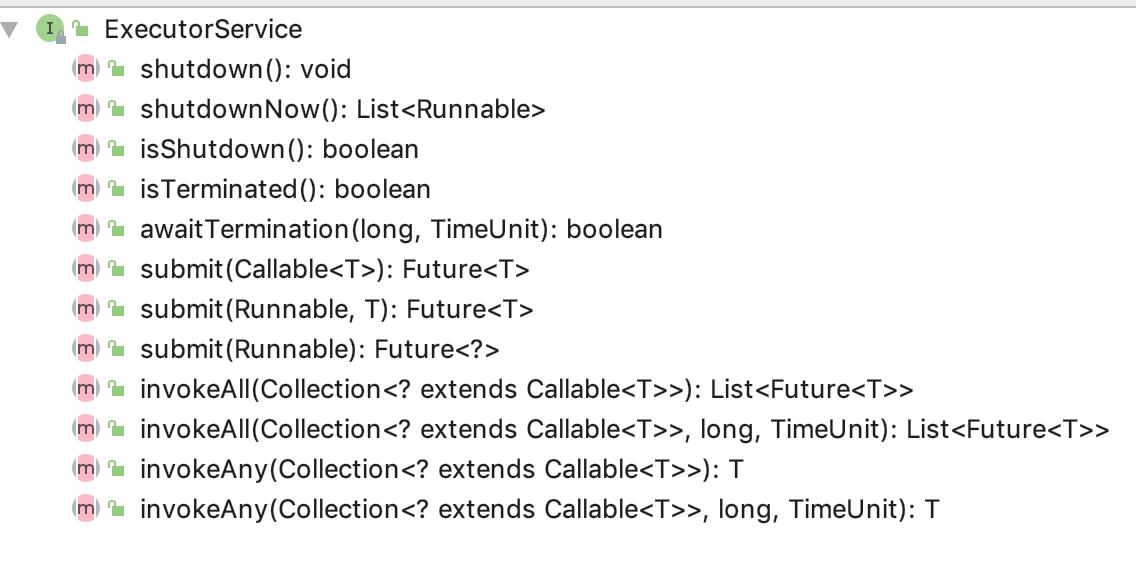 I ExecutorService
m shutdown(): void
m shutdownNow(): List<Runnable>
m isShutdown(): boolean
m isTerminated(): boolean
m awaitTermination(long, TimeUnit): boolean
m submit(Callable<T>): Future<T>
m submit(Runnable, T): Future<T>
m submit(Runnable): Future<?>
m invokeAll(Collection<? extends Callable<T>>): List<Future<T>>
m invokeAll(Collection<? extends Callable<T>>, long, TimeUnit): List<Future<T>>
m invokeAny(Collection<? extends Callable<T>>): T
m invokeAny(Collection<? extends Callable<T>>, long, TimeUnit): T